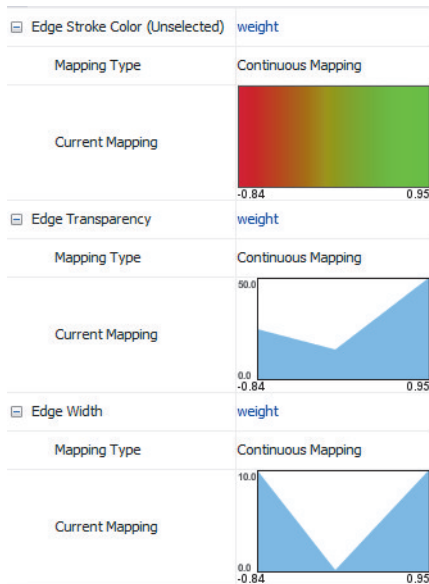 Edge Stroke Color (Unselected) weight
Mapping Type Continuous Mapping
Current Mapping
-0.84 0.95
Edge Transparency weight
Mapping Type Continuous Mapping
50.0
Current Mapping
0.0
-0.84 0.95
Edge Width weight
Mapping Type Continuous Mapping
10.0
Current Mapping
0.0
-0.84 0.95